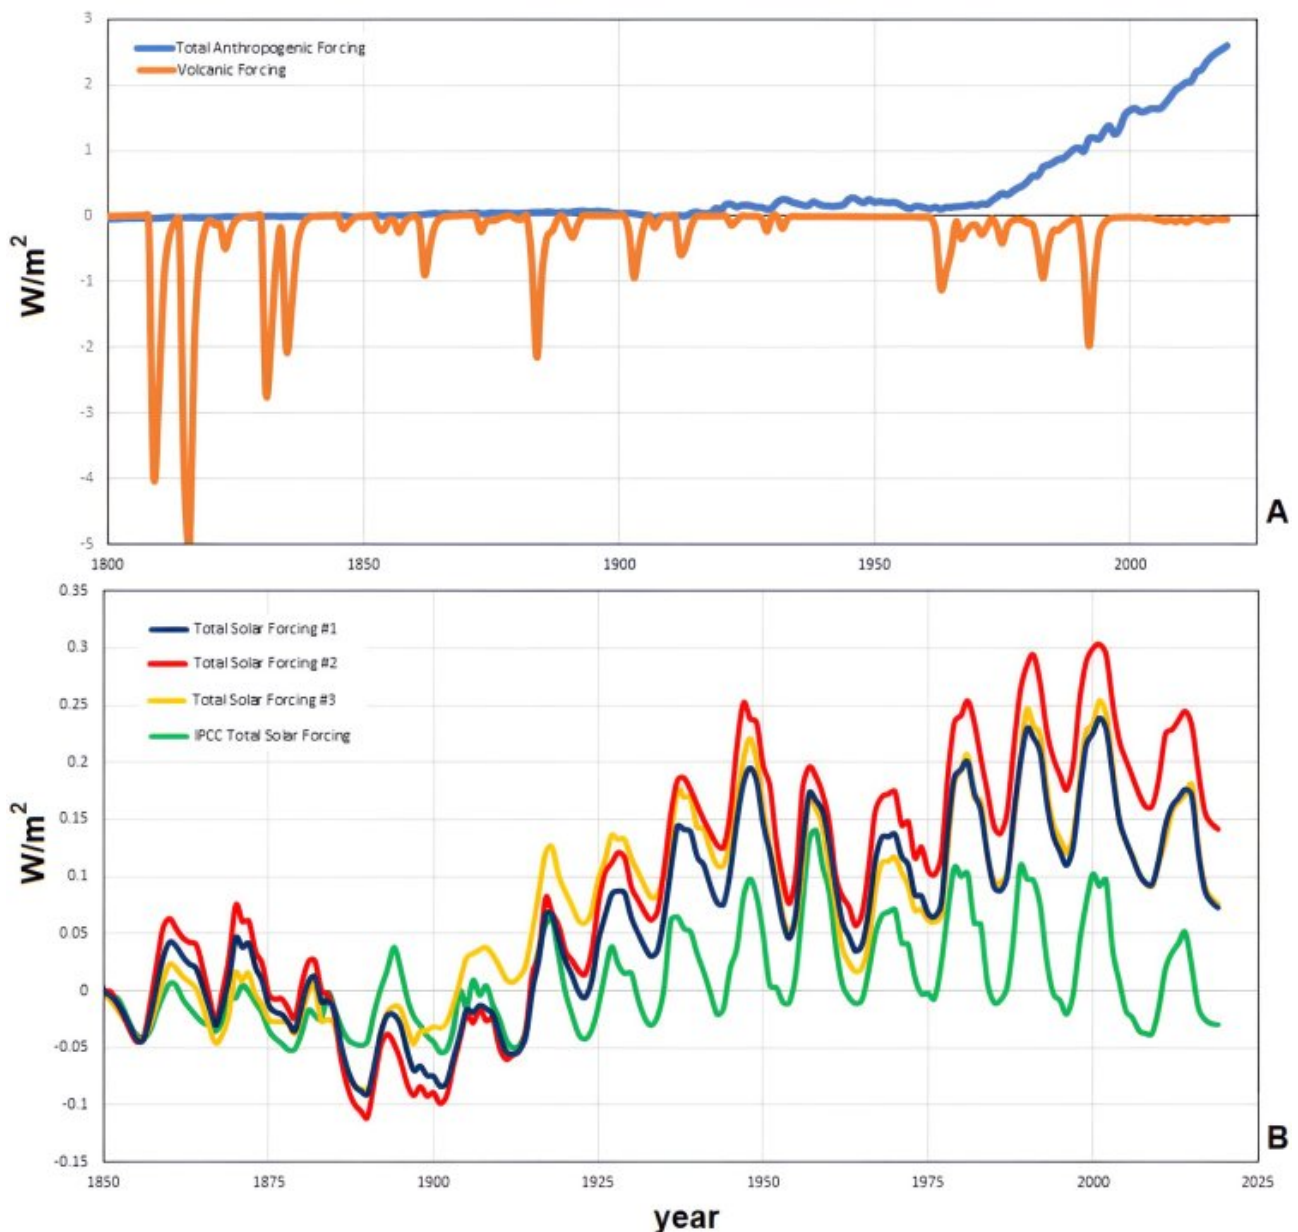 3
Total Anthropogenic Forcing
Volcanic Forcing
2
1
0
-1
-2
-3
-4
-5
W/m²
A
1800 1850 1900 1950 2000
0.35
Total Solar Forcing #1
0.3
Total Solar Forcing #2
0.25
Total Solar Forcing #3
IPCC Total Solar Forcing
0.2
0.15
0.1
0.05
0
-0.05
-0.1
-0.15
W/m²
B
1850 1875 1900 1925 1950 1975 2000 2025
year